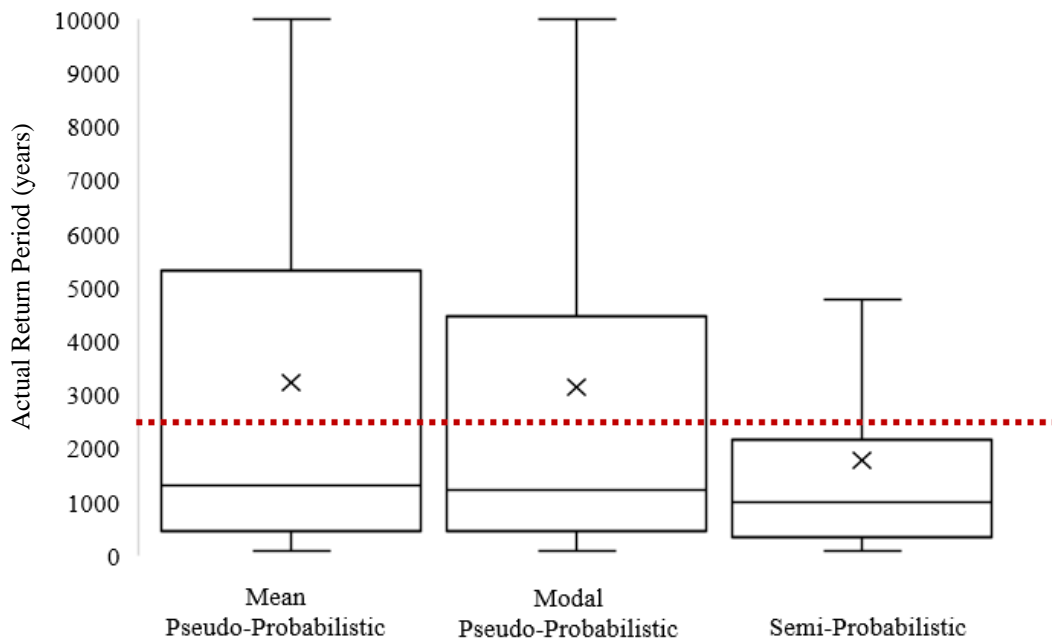 Actual Return Period (years)
10000
9000
8000
7000
6000
5000
4000
3000
2000
1000
0
Mean
Pseudo-Probabilistic
Modal
Pseudo-Probabilistic
Semi-Probabilistic